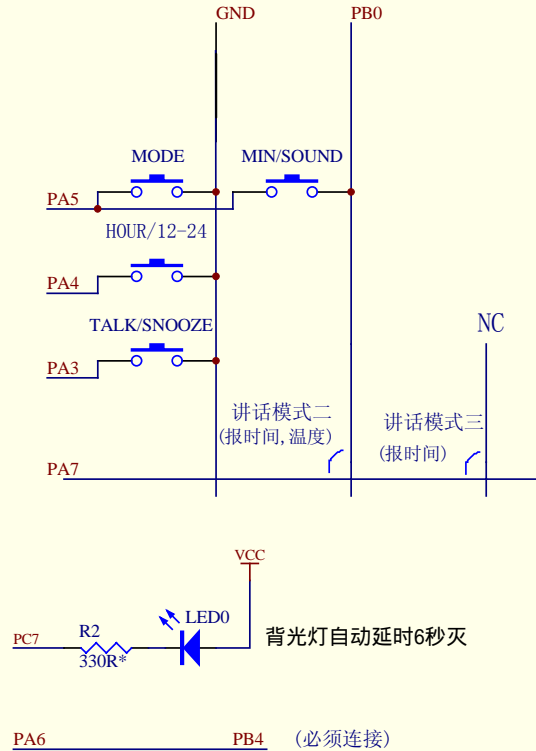 GND
PB0
MODE
MIN/SOUND
PA5
HOUR/12-24
PA4
TALK/SNOOZE
PA3
NC
讲话模式二
(报时间,温度)
讲话模式三
(报时间)
PA7
VCC
LED0
R2
PC7
330R*
背光灯自动延时6秒灭
PA6
PB4
(必须连接)